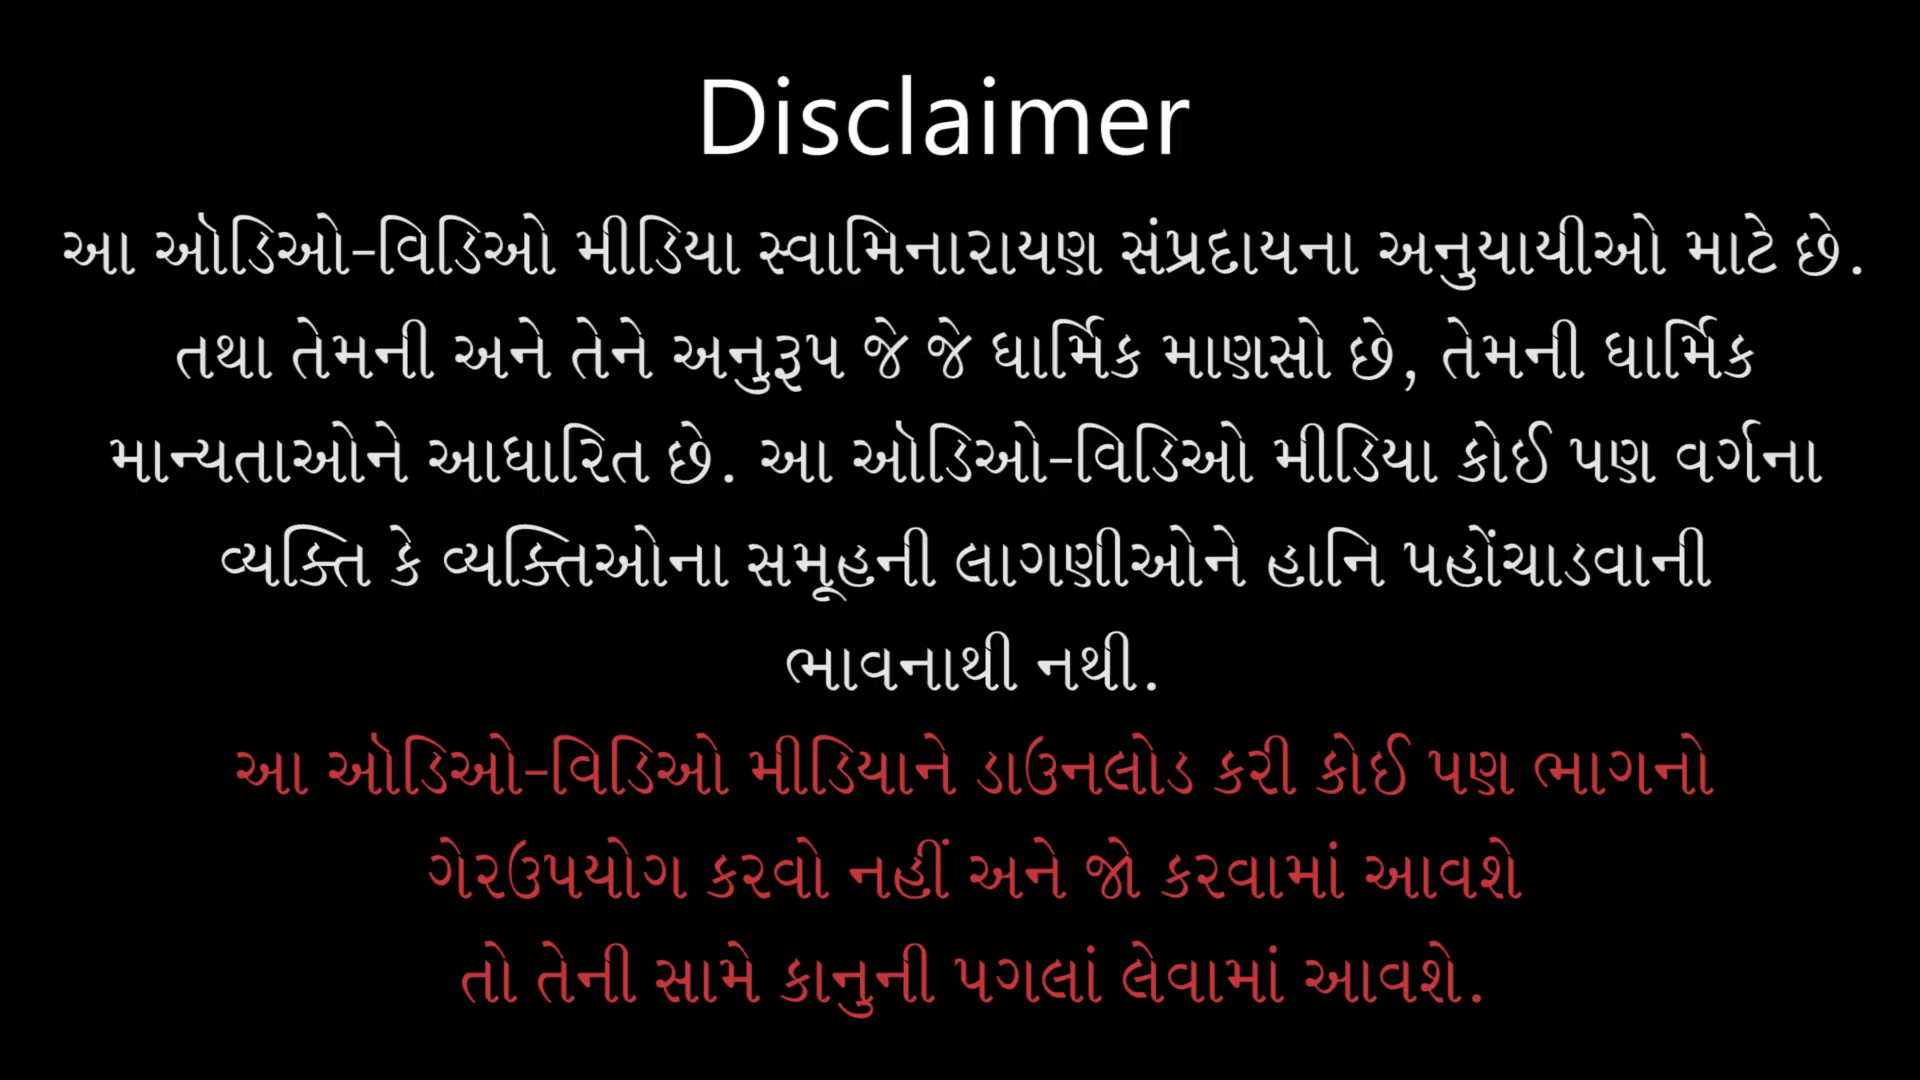 Disclaimer
આ ઑડિઓ-વિડિઓ મીડિયા સ્વામિનારાયણ સંપ્રદાયના અનુયાયીઓ માટે છે.
તથા તેમની અને તેને અનુરૂપ જે જે ધાર્મિક માણસો છે, તેમની ધાર્મિક
માન્યતાઓને આધારિત છે. આ ઑડિઓ-વિડિઓ મીડિયા કોઈ પણ વર્ગના
વ્યક્તિ કે વ્યક્તિઓના સમૂહની લાગણીઓને હાનિ પહોંચાડવાની
ભાવનાથી નથી.
આ ઑડિઓ-વિડિઓ મીડિયાને ડાઉનલોડ કરી કોઈ પણ ભાગનો
ગેરઉપયોગ કરવો નહીં અને જો કરવામાં આવશે
તો તેની સામે કાનુની પગલાં લેવામાં આવશે.